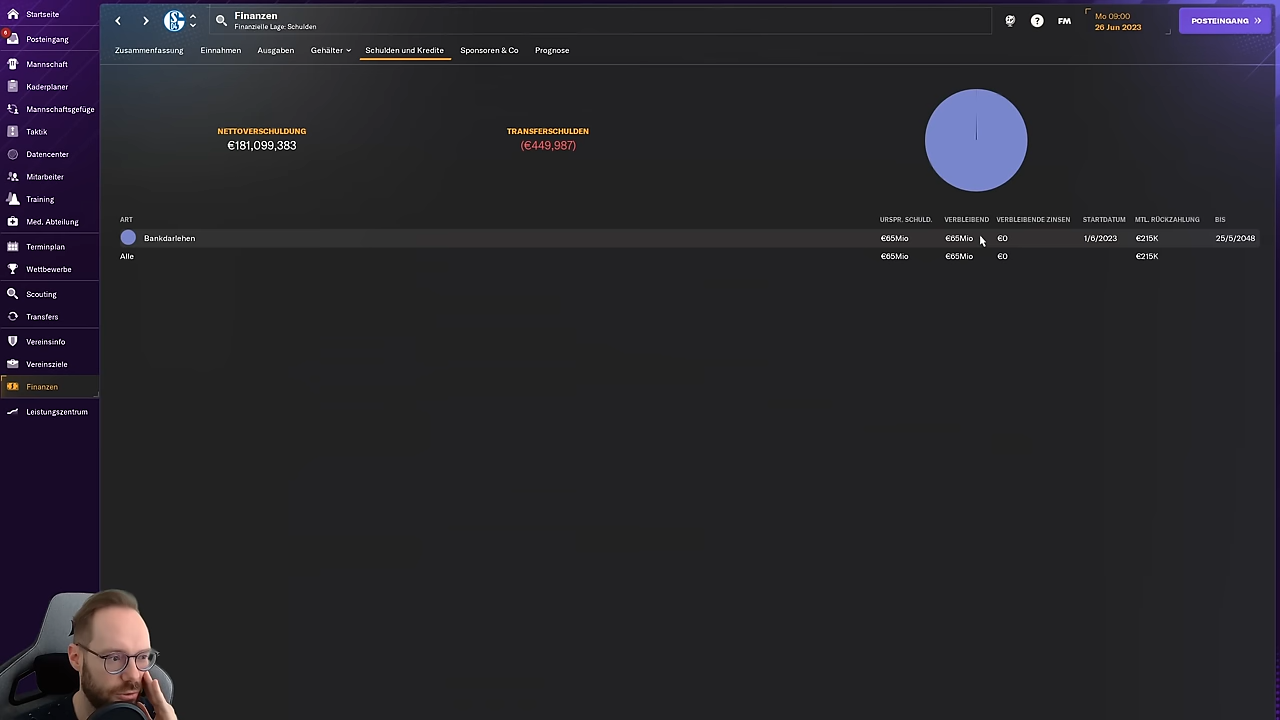 Startseite
6
Posteingang
Mannschaft
Kaderplaner
Mannschaftsgefüge
Taktik
Datencenter
Mitarbeiter
Training
Med. Abteilung
Terminplan
Wettbewerbe
Scouting
Transfers
Vereinsinfo
Vereinsziele
Finanzen
Leistungszentrum
Finanzen
Finanzielle Lage: Schulden
?
FM
Mo 09:00
26 Jun 2023
POSTEINGANG
Zusammenfassung Einnahmen Ausgaben Gehälter Schulden und Kredite Sponsoren & Co Prognose
NETTOVERSCHULDUNG
€181,099,383
TRANSFERSCHULDEN
(€449,987)
ART URSPR. SCHULD. VERBLEIBEND VERBLEIBENDE ZINSEN STARTDATUM MTL. RÜCKZAHLUNG BIS
Bankdarlehen €65Mio €65Mio €0 1/6/2023 €215K 25/5/2048
Alle €65Mio €65Mio €0 €215K